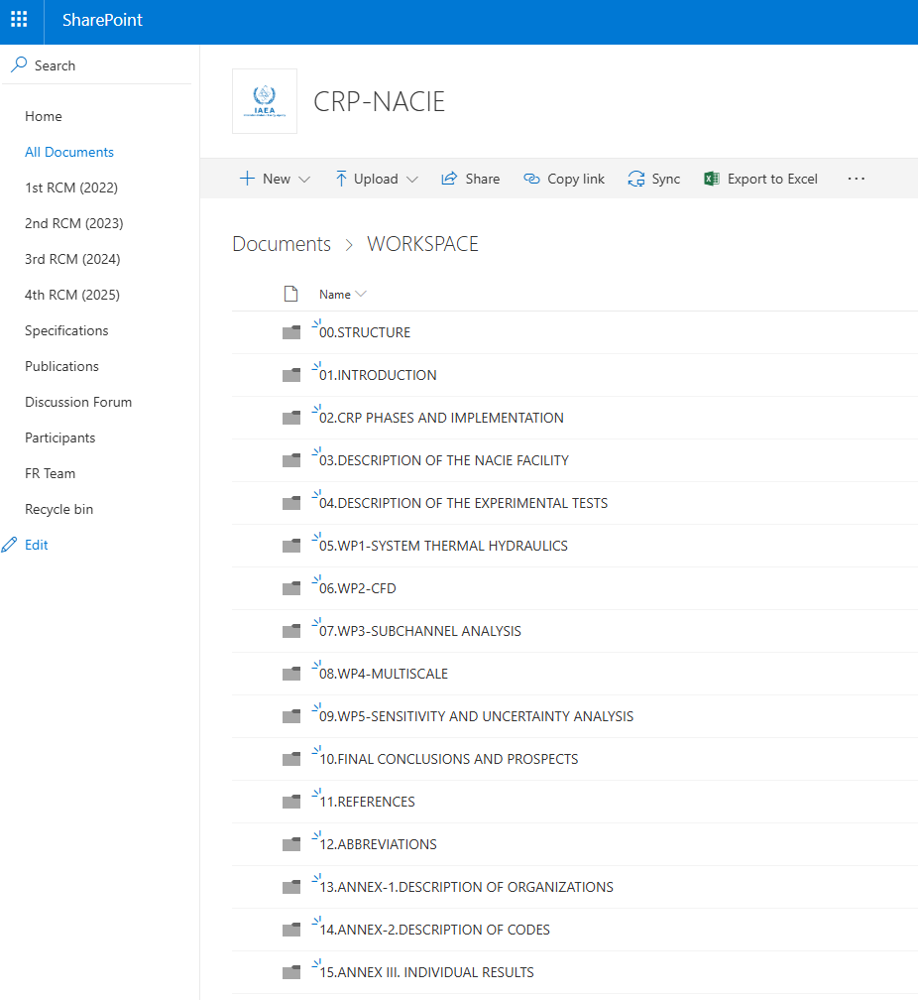 SharePoint
Search
Home
All Documents
1st RCM (2022)
2nd RCM (2023)
3rd RCM (2024)
4th RCM (2025)
Specifications
Publications
Discussion Forum
Participants
FR Team
Recycle bin
Edit
IAEA
CRP-NACIE
New
Upload
Share
Copy link
Sync
Export to Excel
Documents > WORKSPACE
Name
00.STRUCTURE
01.INTRODUCTION
02.CRP PHASES AND IMPLEMENTATION
03.DESCRIPTION OF THE NACIE FACILITY
04.DESCRIPTION OF THE EXPERIMENTAL TESTS
05.WP1-SYSTEM THERMAL HYDRAULICS
06.WP2-CFD
07.WP3-SUBCHANNEL ANALYSIS
08.WP4-MULTISCALE
09.WP5-SENSITIVITY AND UNCERTAINTY ANALYSIS
10.FINAL CONCLUSIONS AND PROSPECTS
11.REFERENCES
12.ABBREVIATIONS
13.ANNEX-1.DESCRIPTION OF ORGANIZATIONS
14.ANNEX-2.DESCRIPTION OF CODES
15.ANNEX III. INDIVIDUAL RESULTS